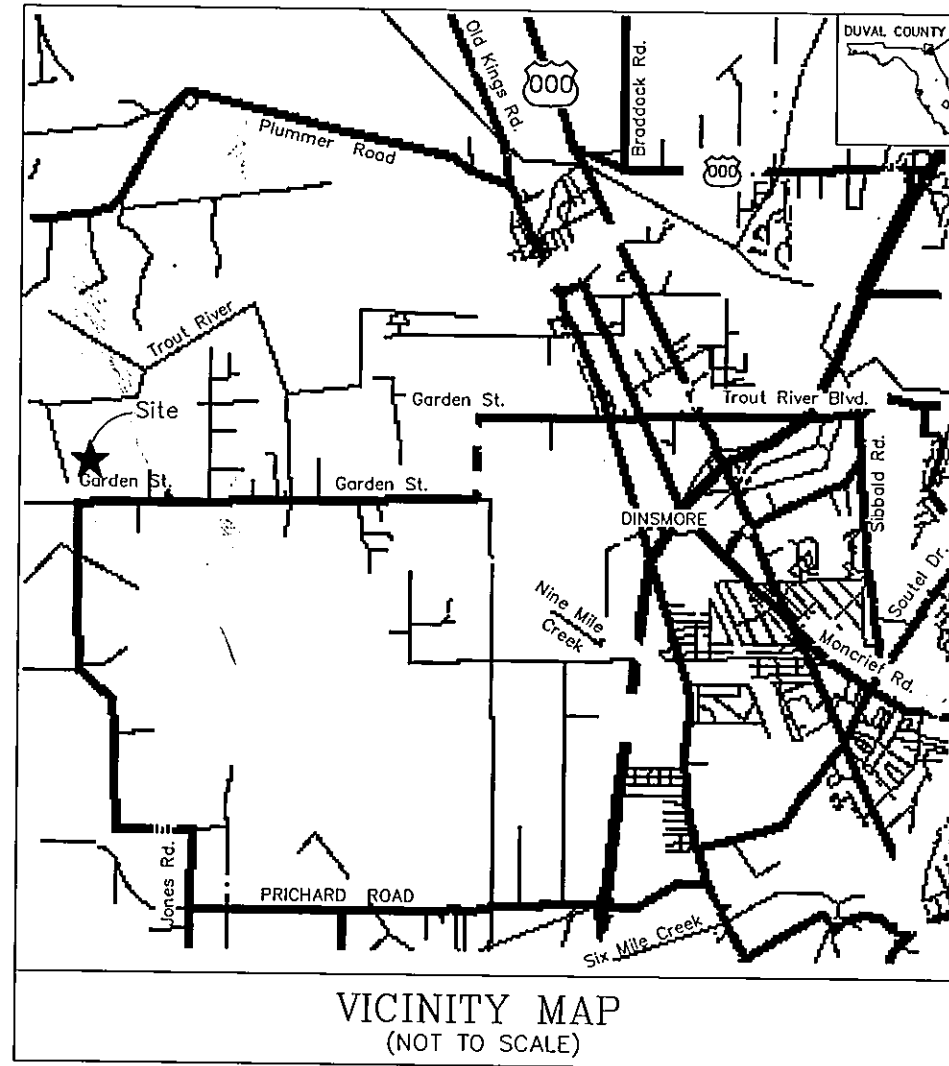 DUVAL COUNTY
Old Kings Rd.
000
Braddock Rd.
000
Plummer Road
Trout River
Site
Garden St.
Trout River Blvd.
Garden St.
Garden St.
Sibbald Rd.
DINSMORE
Soutel Dr.
Nine Mile
Creek
Moncrief Rd.
Jones Rd.
PRICHARD ROAD
Six Mile Creek
VICINITY MAP
(NOT TO SCALE)